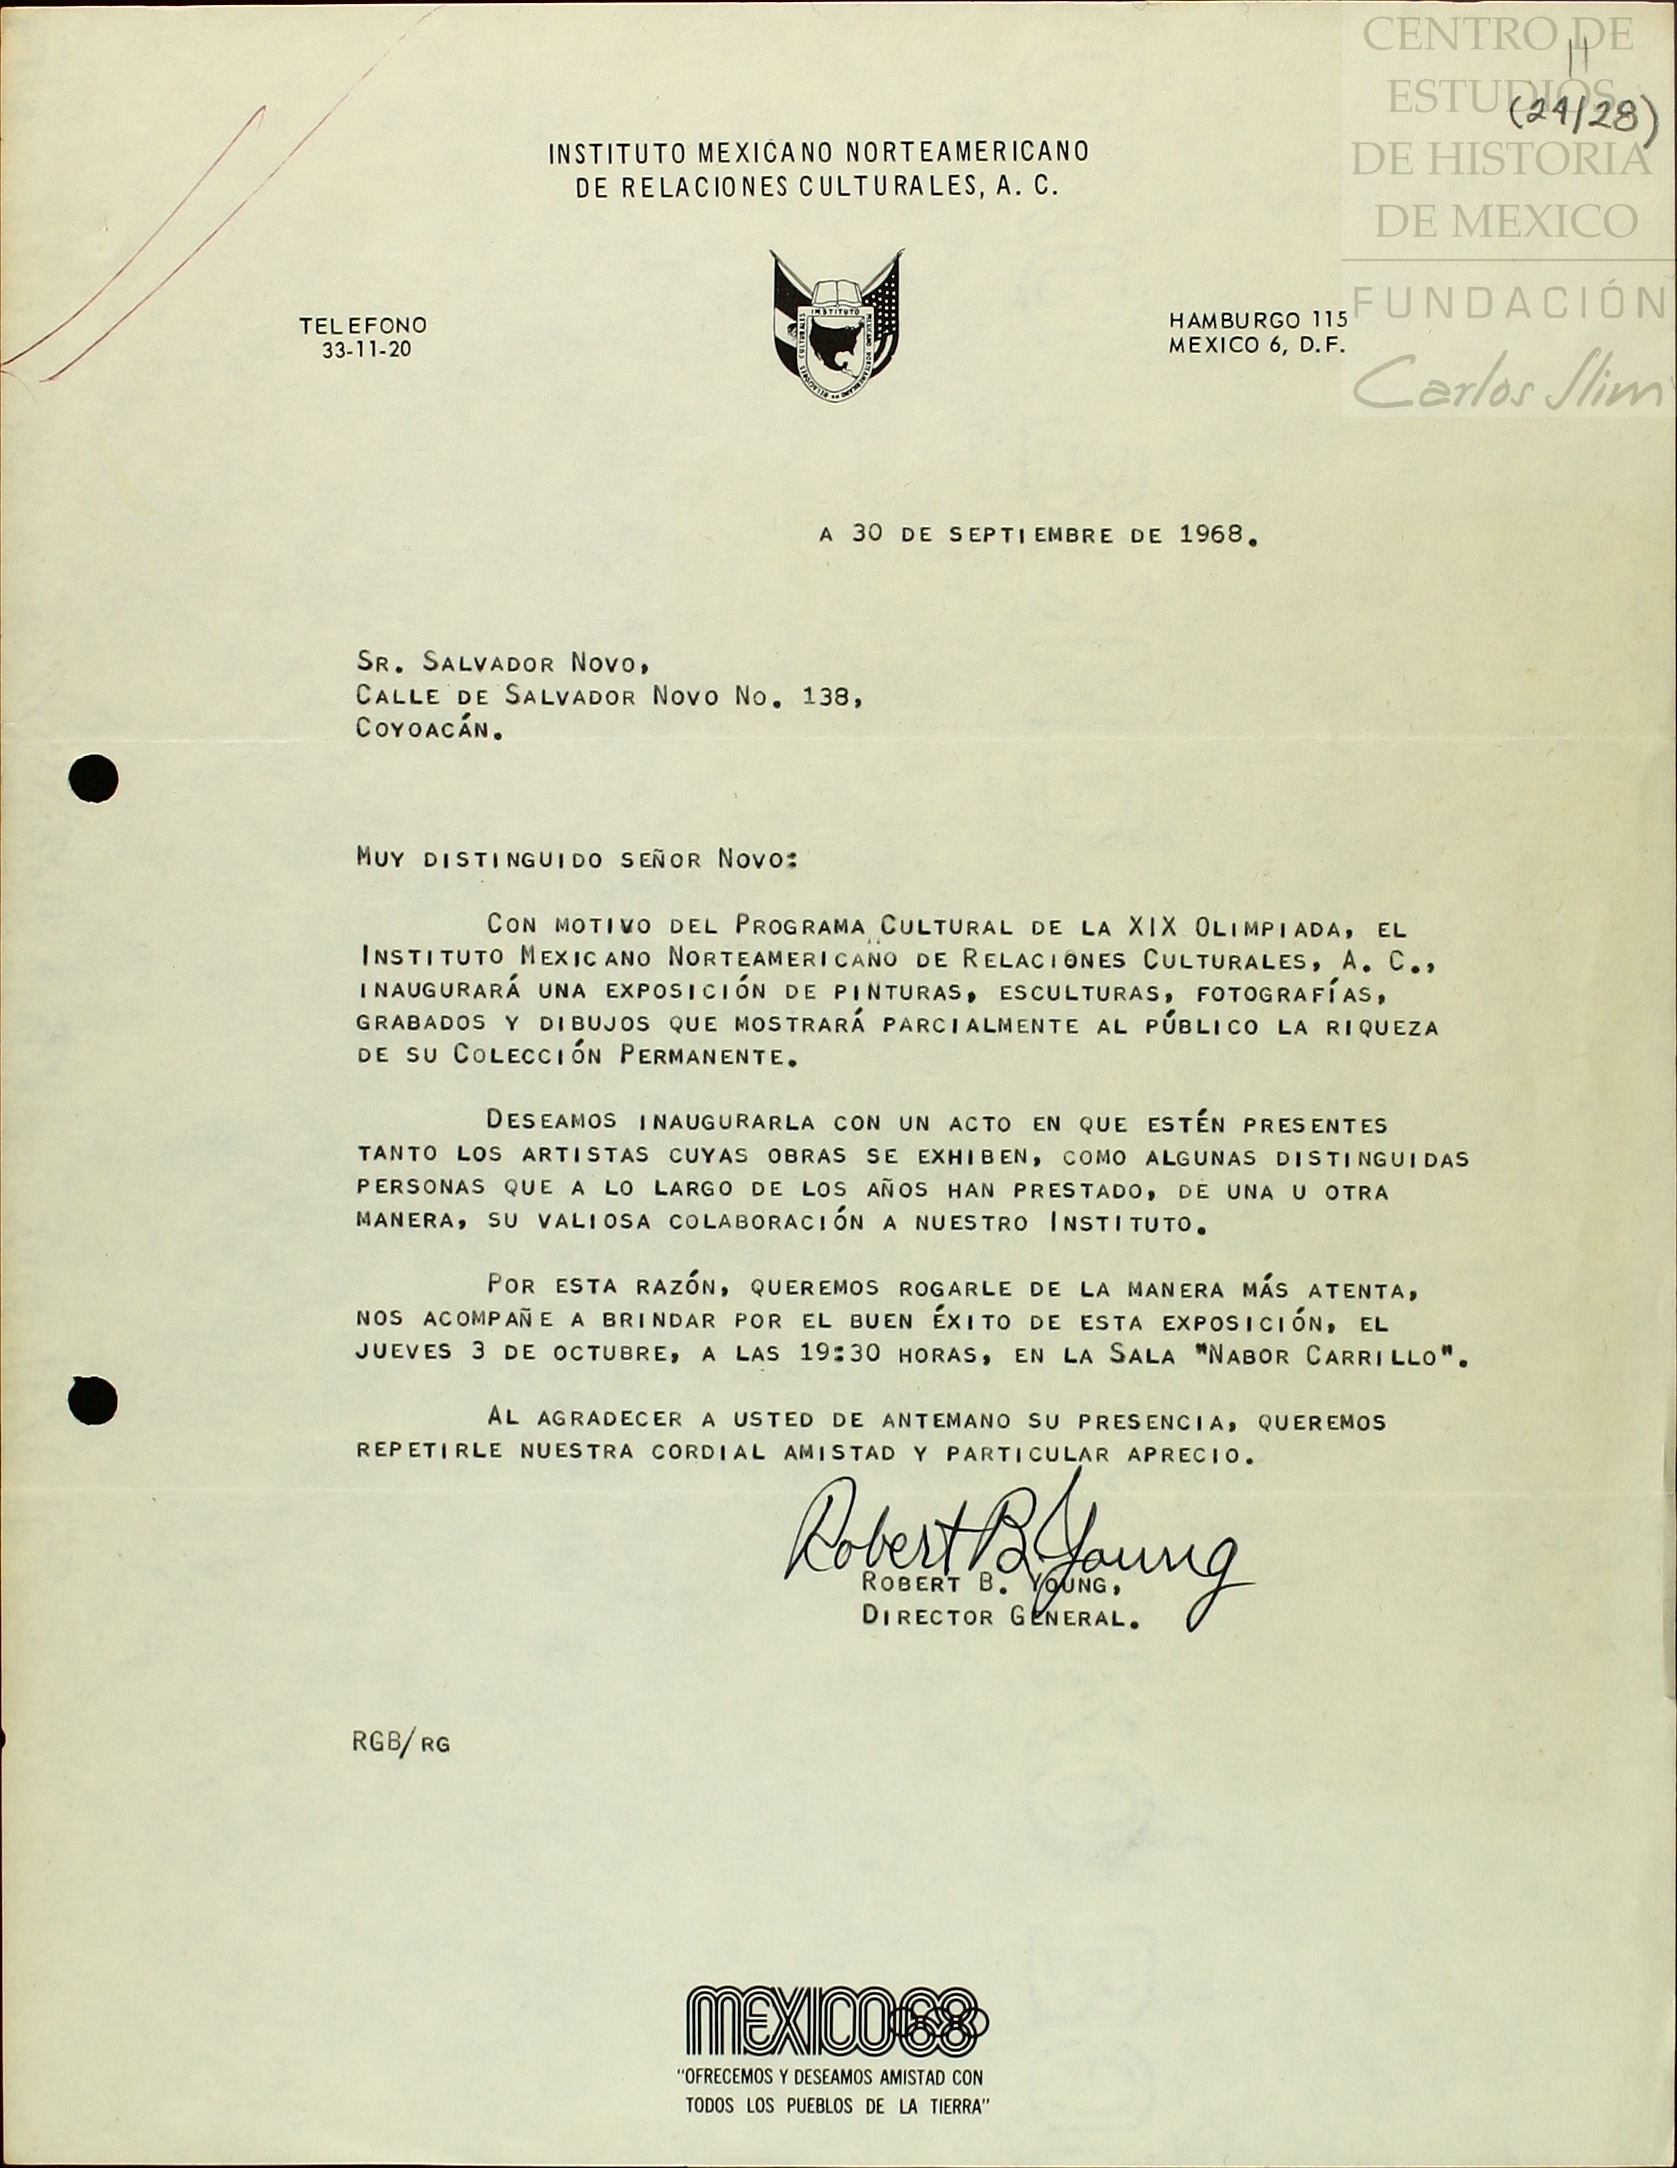 CENTRO DE
ESTUDIOS
DE HISTORIA
DE MEXICO
FUNDACIÓN
Carlos Slim
11
(24/28)
INSTITUTO MEXICANO NORTEAMERICANO
DE RELACIONES CULTURALES, A. C.
TELEFONO
33-11-20
INSTITUTO
MEXICANO NORTEAMERICANO DE RELACIONES CULTURALES
HAMBURGO 115
MEXICO 6, D.F.
A 30 DE SEPTIEMBRE DE 1968.
SR. SALVADOR NOVO,
CALLE DE SALVADOR NOVO NO. 138,
COYOACÁN.
MUY DISTINGUIDO SEÑOR NOVO:
CON MOTIVO DEL PROGRAMA CULTURAL DE LA XIX OLIMPIADA, EL
INSTITUTO MEXICANO NORTEAMERICANO DE RELACIONES CULTURALES, A. C.,
INAUGURARÁ UNA EXPOSICIÓN DE PINTURAS, ESCULTURAS, FOTOGRAFÍAS,
GRABADOS Y DIBUJOS QUE MOSTRARÁ PARCIALMENTE AL PÚBLICO LA RIQUEZA
DE SU COLECCIÓN PERMANENTE.
DESEAMOS INAUGURARLA CON UN ACTO EN QUE ESTÉN PRESENTES
TANTO LOS ARTISTAS CUYAS OBRAS SE EXHIBEN, COMO ALGUNAS DISTINGUIDAS
PERSONAS QUE A LO LARGO DE LOS AÑOS HAN PRESTADO, DE UNA U OTRA
MANERA, SU VALIOSA COLABORACIÓN A NUESTRO INSTITUTO.
POR ESTA RAZÓN, QUEREMOS ROGARLE DE LA MANERA MÁS ATENTA,
NOS ACOMPAÑE A BRINDAR POR EL BUEN ÉXITO DE ESTA EXPOSICIÓN, EL
JUEVES 3 DE OCTUBRE, A LAS 19:30 HORAS, EN LA SALA "NABOR CARRILLO".
AL AGRADECER A USTED DE ANTEMANO SU PRESENCIA, QUEREMOS
REPETIRLE NUESTRA CORDIAL AMISTAD Y PARTICULAR APRECIO.
Robert B. Young
ROBERT B. YOUNG,
DIRECTOR GENERAL.
RGB/RG
MEXICO68
"OFRECEMOS Y DESEAMOS AMISTAD CON
TODOS LOS PUEBLOS DE LA TIERRA"